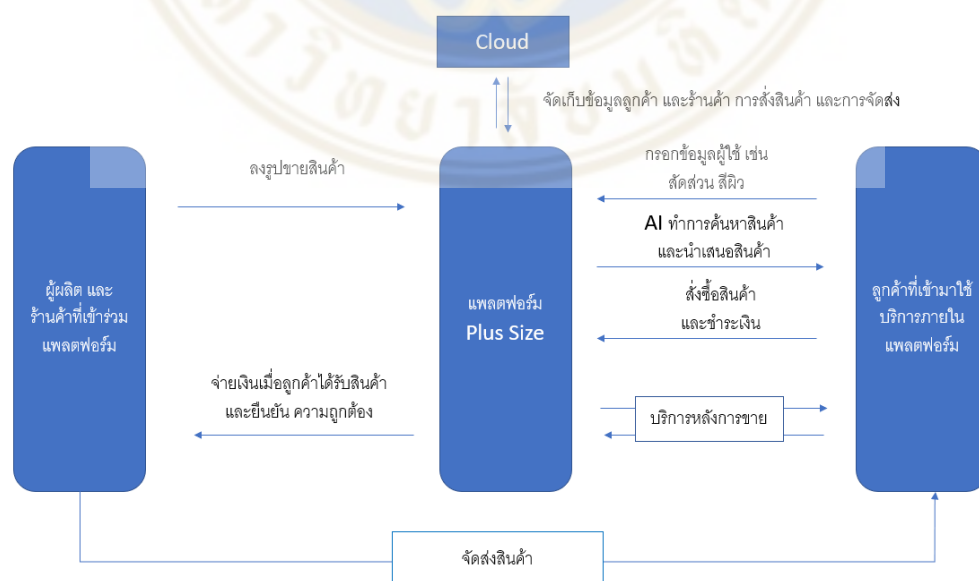 Cloud
จัดเก็บข้อมูลลูกค้า และร้านค้า การสั่งสินค้า และการจัดส่ง
ลงรูปขายสินค้า
กรอกข้อมูลผู้ใช้ เช่น
สัดส่วน สีผิว
AI ทำการค้นหาสินค้า
และนำเสนอสินค้า
ผู้ผลิต และ
ร้านค้าที่เข้าร่วม
แพลตฟอร์ม
แพลตฟอร์ม
Plus Size
สั่งซื้อสินค้า
และชำระเงิน
ลูกค้าที่เข้ามาใช้
บริการภายใน
แพลตฟอร์ม
จ่ายเงินเมื่อลูกค้าได้รับสินค้า
และยืนยัน ความถูกต้อง
บริการหลังการขาย
จัดส่งสินค้า